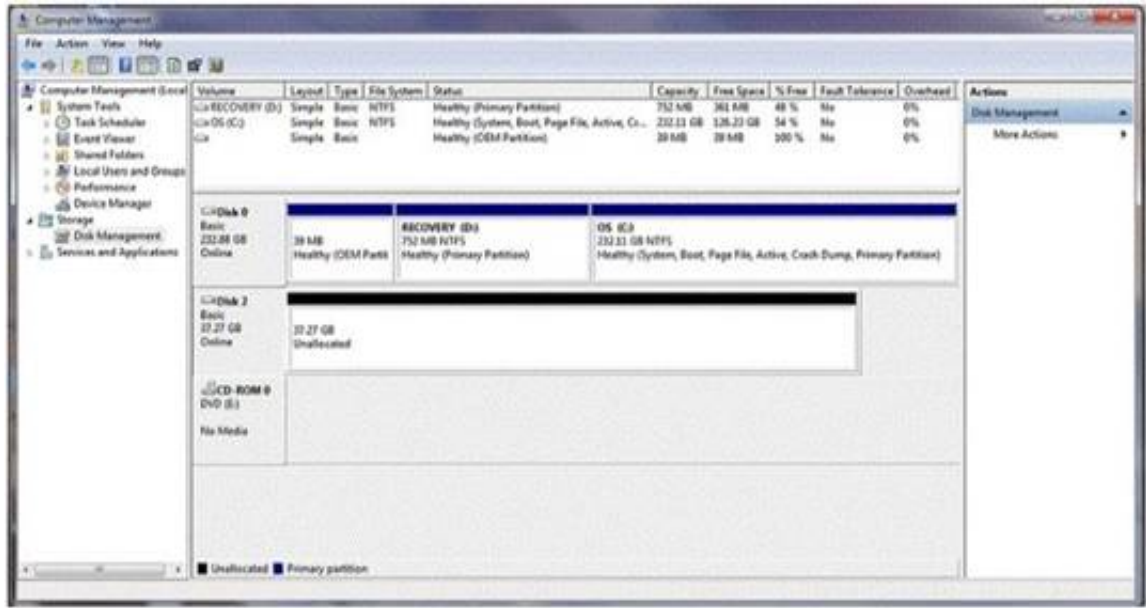 Computer Management
File Action View Help
Computer Management (Local
System Tools
Task Scheduler
Event Viewer
Shared Folders
Local Users and Groups
Performance
Device Manager
Storage
Disk Management
Services and Applications
Volume Layout Type File System Status Capacity Free Space % Free Fault Tolerance Overhead
RECOVERY (D:) Simple Basic NTFS Healthy (Primary Partition) 752 MB 361 MB 48 % No 0%
OS (C:) Simple Basic NTFS Healthy (System, Boot, Page File, Active, Cr... 232.11 GB 126.23 GB 54 % No 0%
Simple Basic Healthy (OEM Partition) 39 MB 39 MB 100 % No 0%
Disk 0
Basic
232.88 GB
Online
39 MB
Healthy (OEM Partiti
RECOVERY (D:)
752 MB NTFS
Healthy (Primary Partition)
OS (C:)
232.11 GB NTFS
Healthy (System, Boot, Page File, Active, Crash Dump, Primary Partition)
Disk 2
Basic
37.27 GB
Online
37.27 GB
Unallocated
CD-ROM 0
DVD (E:)
No Media
Unallocated Primary partition
Actions
Disk Management
More Actions